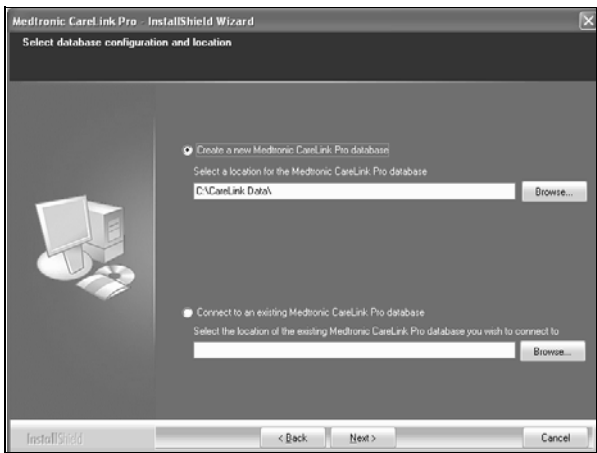 Medtronic CareLink Pro - InstallShield Wizard
Select database configuration and location
Create a new Medtronic CareLink Pro database
Select a location for the Medtronic CareLink Pro database
C:\CareLink Data\
Browse...
Connect to an existing Medtronic CareLink Pro database
Select the location of the existing Medtronic CareLink Pro database you wish to connect to
Browse...
InstallShield
< Back
Next >
Cancel